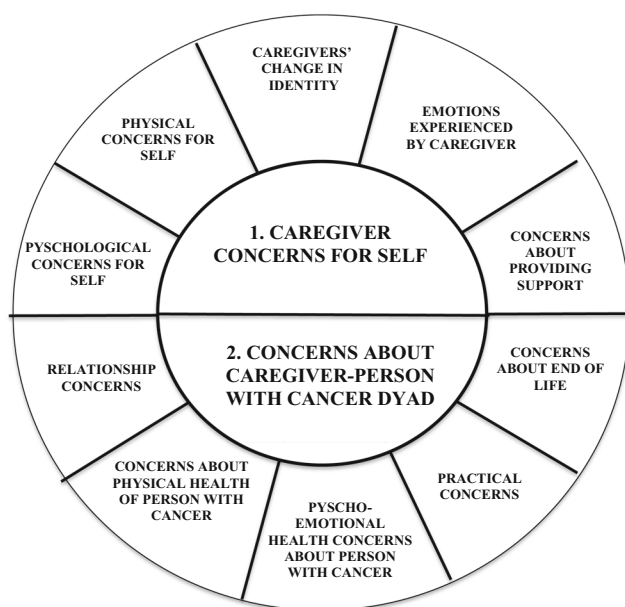 CAREGIVERS'
CHANGE IN
IDENTITY
EMOTIONS
EXPERIENCED
BY CAREGIVER
PHYSICAL
CONCERNS FOR
SELF
PYSCHOLOGICAL
CONCERNS FOR
SELF
CONCERNS
ABOUT
PROVIDING
SUPPORT
1. CAREGIVER
CONCERNS FOR SELF
2. CONCERNS ABOUT
CAREGIVER-PERSON
WITH CANCER DYAD
RELATIONSHIP
CONCERNS
CONCERNS
ABOUT END OF
LIFE
CONCERNS ABOUT
PHYSICAL HEALTH
OF PERSON WITH
CANCER
PYSCHO-
EMOTIONAL
HEALTH CONCERNS
ABOUT PERSON
WITH CANCER
PRACTICAL
CONCERNS